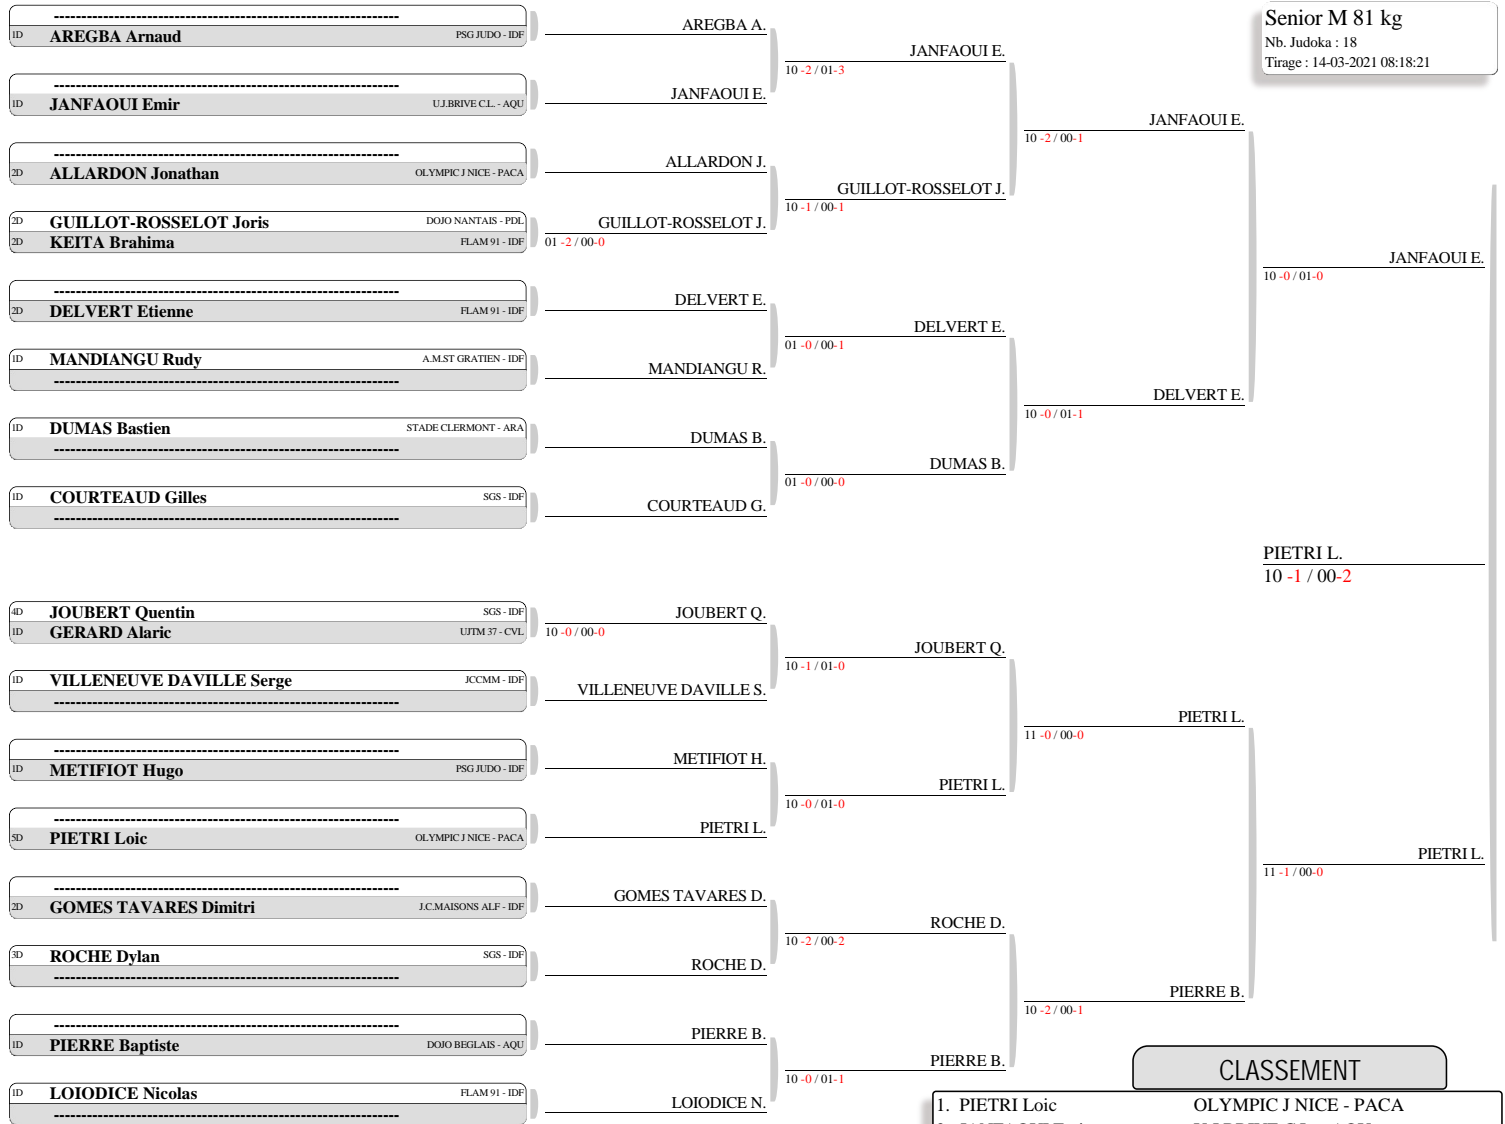 Senior M 81 kg
Nb. Judoka : 18
Tirage : 14-03-2021 08:18:21
----------------------------------------------------------------
1D AREGBA Arnaud PSG JUDO - IDF
----------------------------------------------------------------
1D JANFAOUI Emir U.J.BRIVE C.L. - AQU
----------------------------------------------------------------
2D ALLARDON Jonathan OLYMPIC J NICE - PACA
2D GUILLOT-ROSSELOT Joris DOJO NANTAIS - PDL
2D KEITA Brahima FLAM 91 - IDF
----------------------------------------------------------------
2D DELVERT Etienne FLAM 91 - IDF
1D MANDIANGU Rudy A.M.ST GRATIEN - IDF
----------------------------------------------------------------
1D DUMAS Bastien STADE CLERMONT - ARA
----------------------------------------------------------------
1D COURTEAUD Gilles SGS - IDF
----------------------------------------------------------------
4D JOUBERT Quentin SGS - IDF
1D GERARD Alaric UJTM 37 - CVL
1D VILLENEUVE DAVILLE Serge JCCMM - IDF
----------------------------------------------------------------
----------------------------------------------------------------
1D METIFIOT Hugo PSG JUDO - IDF
----------------------------------------------------------------
5D PIETRI Loic OLYMPIC J NICE - PACA
----------------------------------------------------------------
2D GOMES TAVARES Dimitri J.C.MAISONS ALF - IDF
3D ROCHE Dylan SGS - IDF
----------------------------------------------------------------
----------------------------------------------------------------
1D PIERRE Baptiste DOJO BEGLAIS - AQU
1D LOIODICE Nicolas FLAM 91 - IDF
----------------------------------------------------------------
AREGBA A.
JANFAOUI E.
ALLARDON J.
GUILLOT-ROSSELOT J.
01 -2 / 00-0
DELVERT E.
MANDIANGU R.
DUMAS B.
COURTEAUD G.
JOUBERT Q.
10 -0 / 00-0
VILLENEUVE DAVILLE S.
METIFIOT H.
PIETRI L.
GOMES TAVARES D.
ROCHE D.
PIERRE B.
LOIODICE N.
JANFAOUI E.
10 -2 / 01-3
GUILLOT-ROSSELOT J.
10 -1 / 00-1
DELVERT E.
01 -0 / 00-1
DUMAS B.
01 -0 / 00-0
JOUBERT Q.
10 -1 / 01-0
PIETRI L.
10 -0 / 01-0
ROCHE D.
10 -2 / 00-2
PIERRE B.
10 -0 / 01-1
JANFAOUI E.
10 -2 / 00-1
DELVERT E.
10 -0 / 01-1
PIETRI L.
11 -0 / 00-0
PIERRE B.
10 -2 / 00-1
JANFAOUI E.
10 -0 / 01-0
PIETRI L.
11 -1 / 00-0
PIETRI L.
10 -1 / 00-2
CLASSEMENT
1. PIETRI Loic OLYMPIC J NICE - PACA